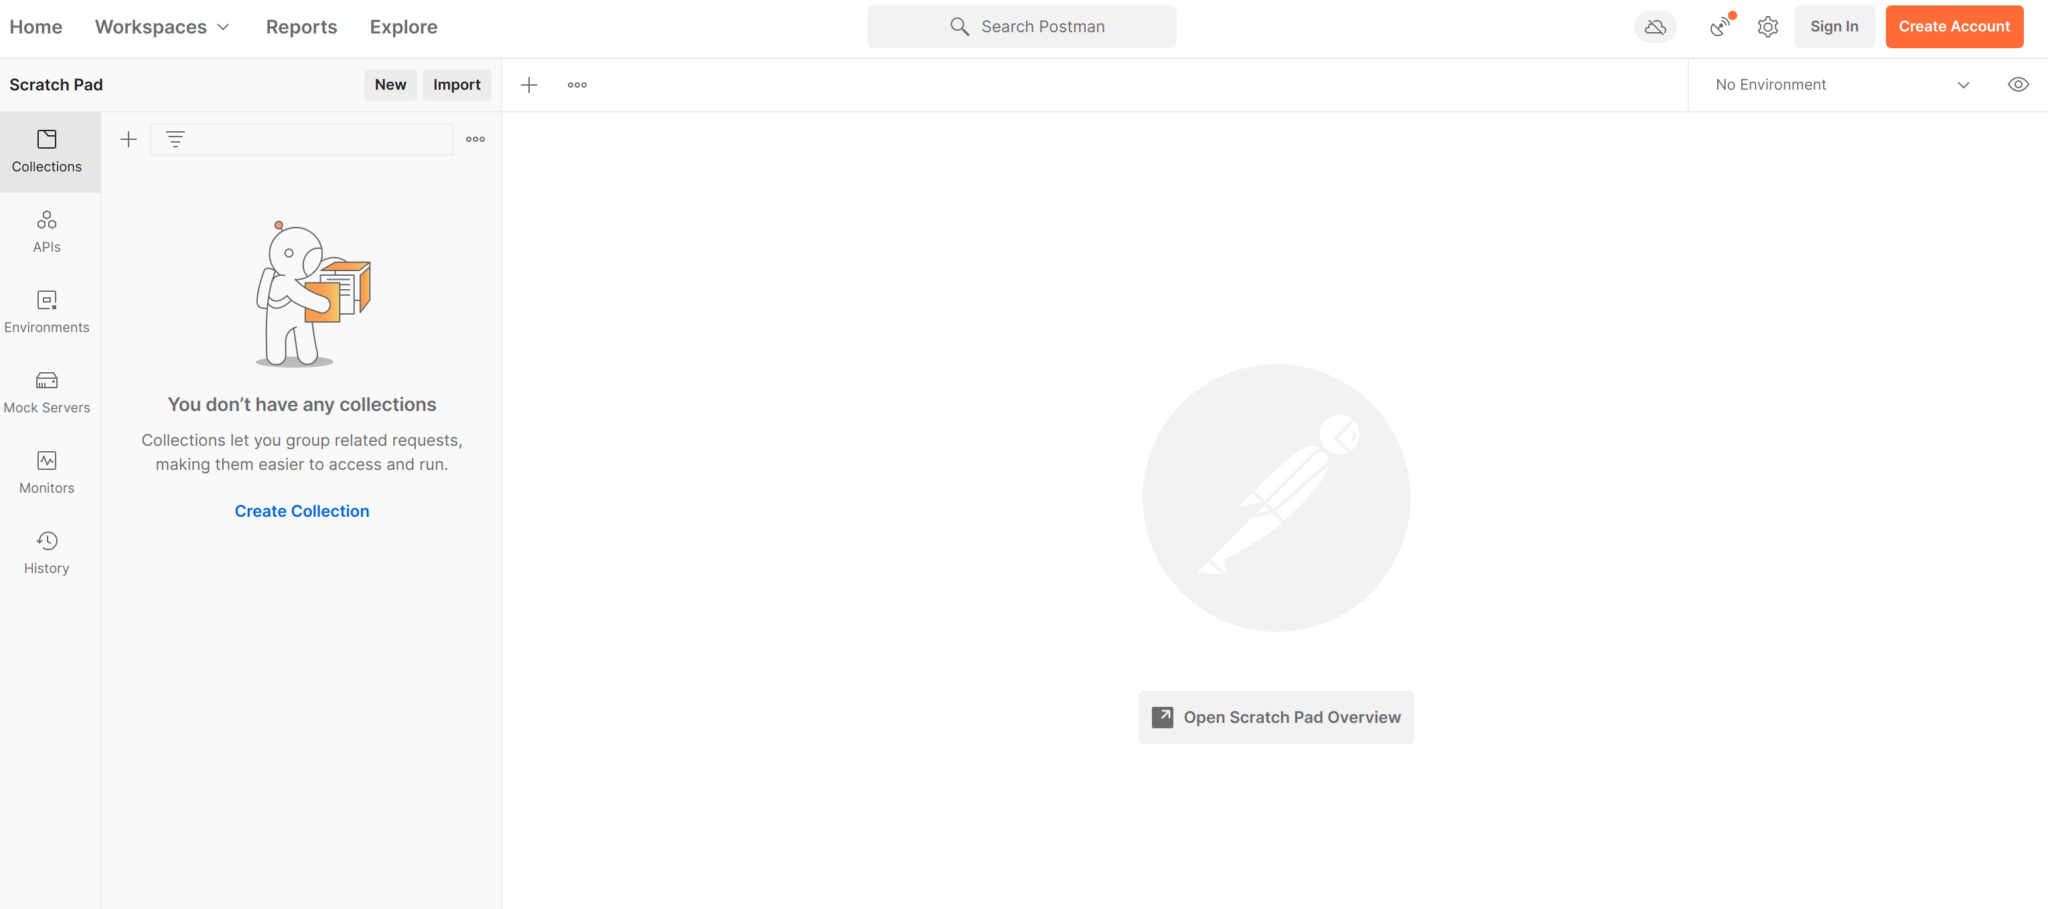 Home Workspaces Reports Explore Search Postman Sign In Create Account
Scratch Pad New Import No Environment
Collections
APIs
Environments
Mock Servers
Monitors
History
You don’t have any collections
Collections let you group related requests,
making them easier to access and run.
Create Collection
Open Scratch Pad Overview